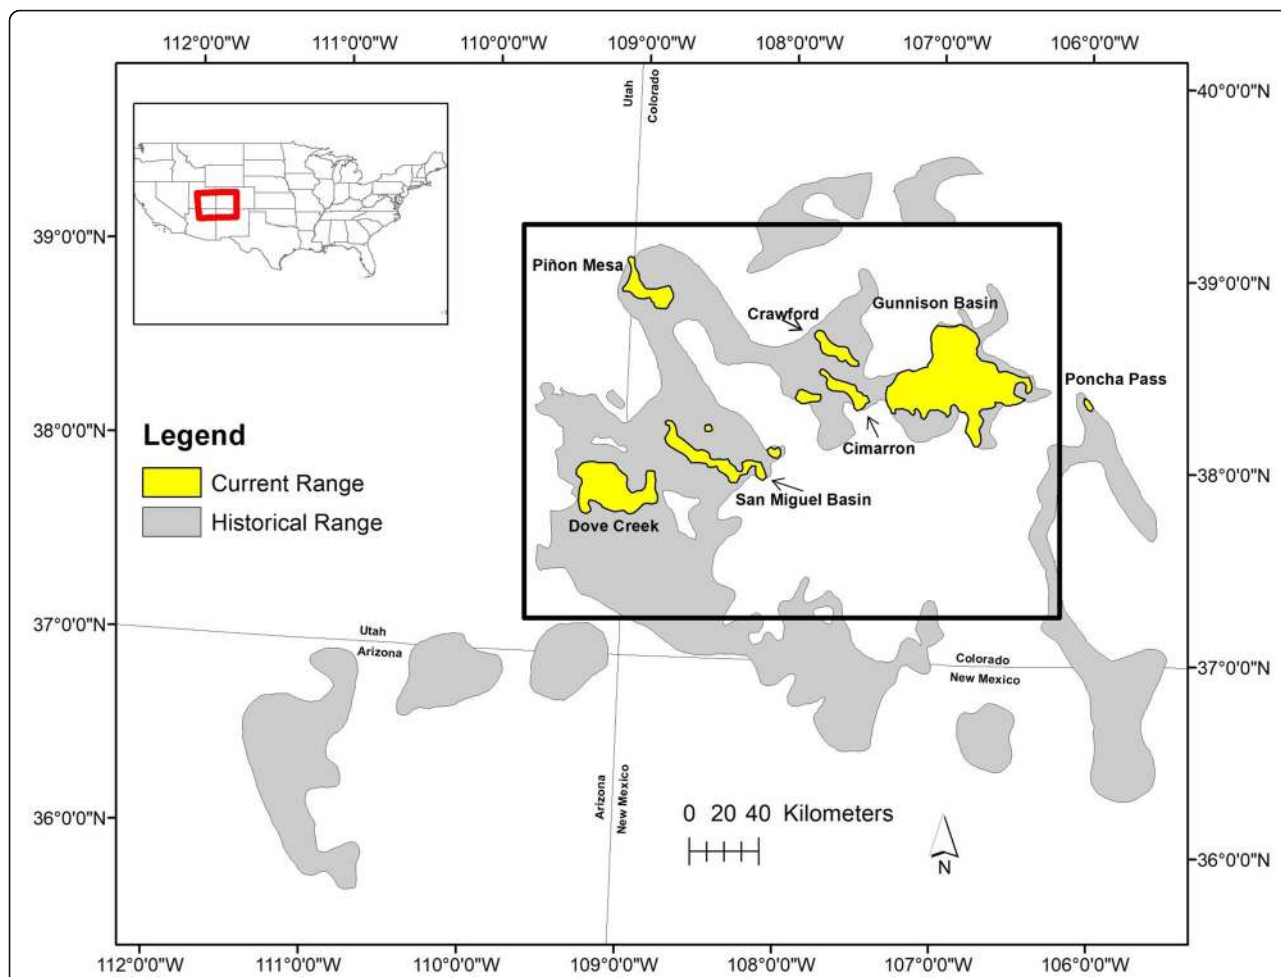 112°0'0"W 111°0'0"W 110°0'0"W 109°0'0"W 108°0'0"W 107°0'0"W 106°0'0"W
Utah
Colorado
40°0'0"N
39°0'0"N
39°0'0"N
Piñon Mesa
Crawford
Gunnison Basin
Poncha Pass
38°0'0"N
Legend
Cimarron
38°0'0"N
Current Range
San Miguel Basin
Historical Range
Dove Creek
37°0'0"N
Utah
Arizona
Colorado
New Mexico
37°0'0"N
Arizona
New Mexico
36°0'0"N
0 20 40 Kilometers
N
36°0'0"N
112°0'0"W 111°0'0"W 110°0'0"W 109°0'0"W 108°0'0"W 107°0'0"W 106°0'0"W